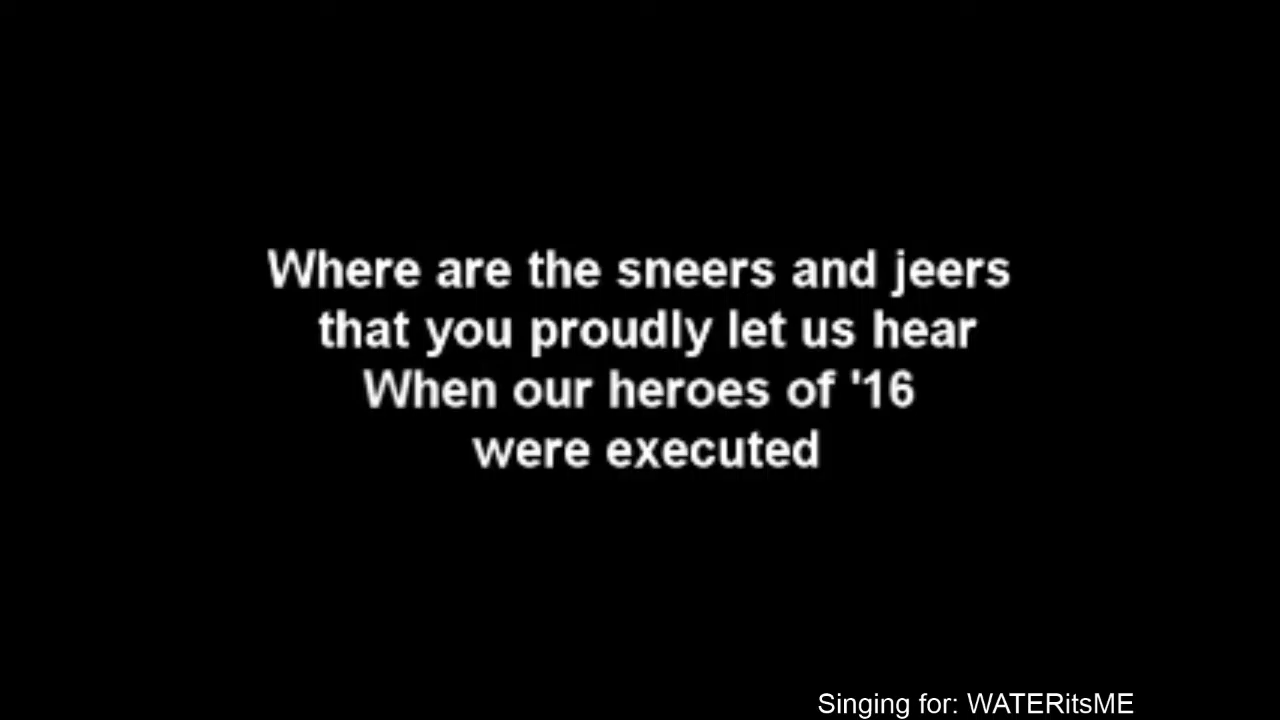 Where are the sneers and jeers
that you proudly let us hear
When our heroes of '16
were executed
Singing for: WATERitsME